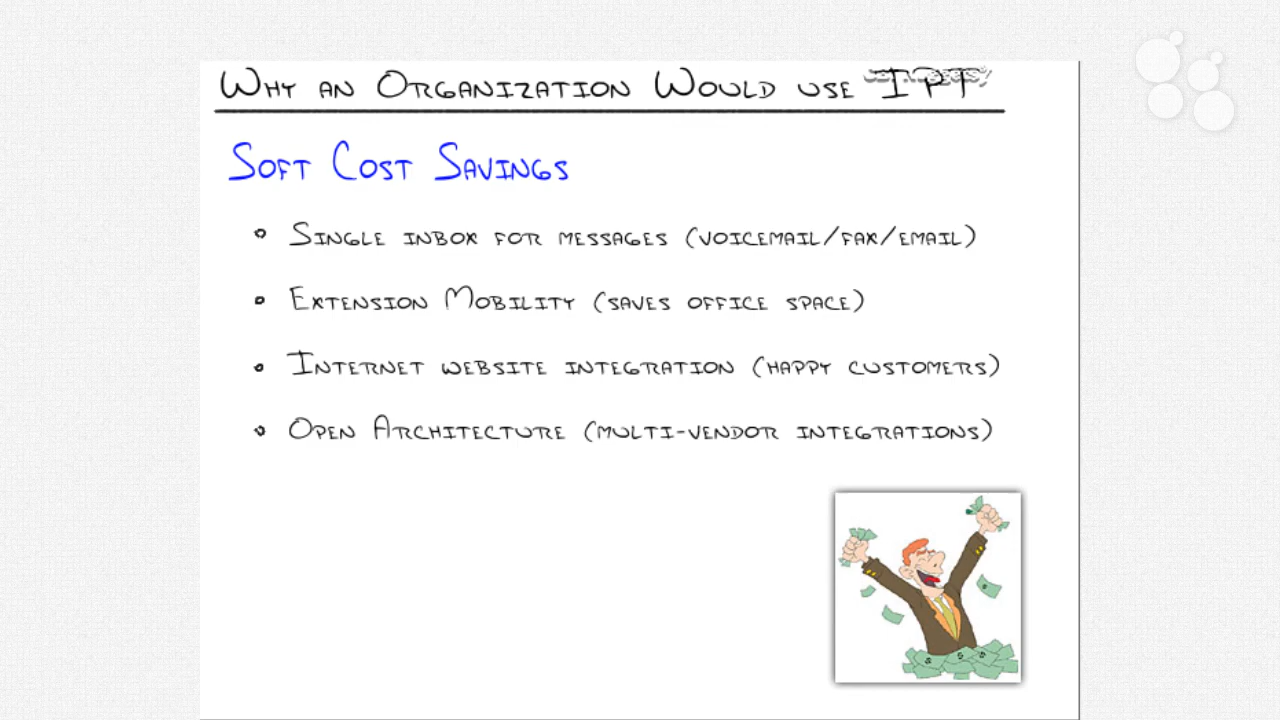 Why an Organization Would use IPT
Soft Cost Savings
Single inbox for messages (voicemail/fax/email)
Extension Mobility (saves office space)
Internet website integration (happy customers)
Open Architecture (multi-vendor integrations)